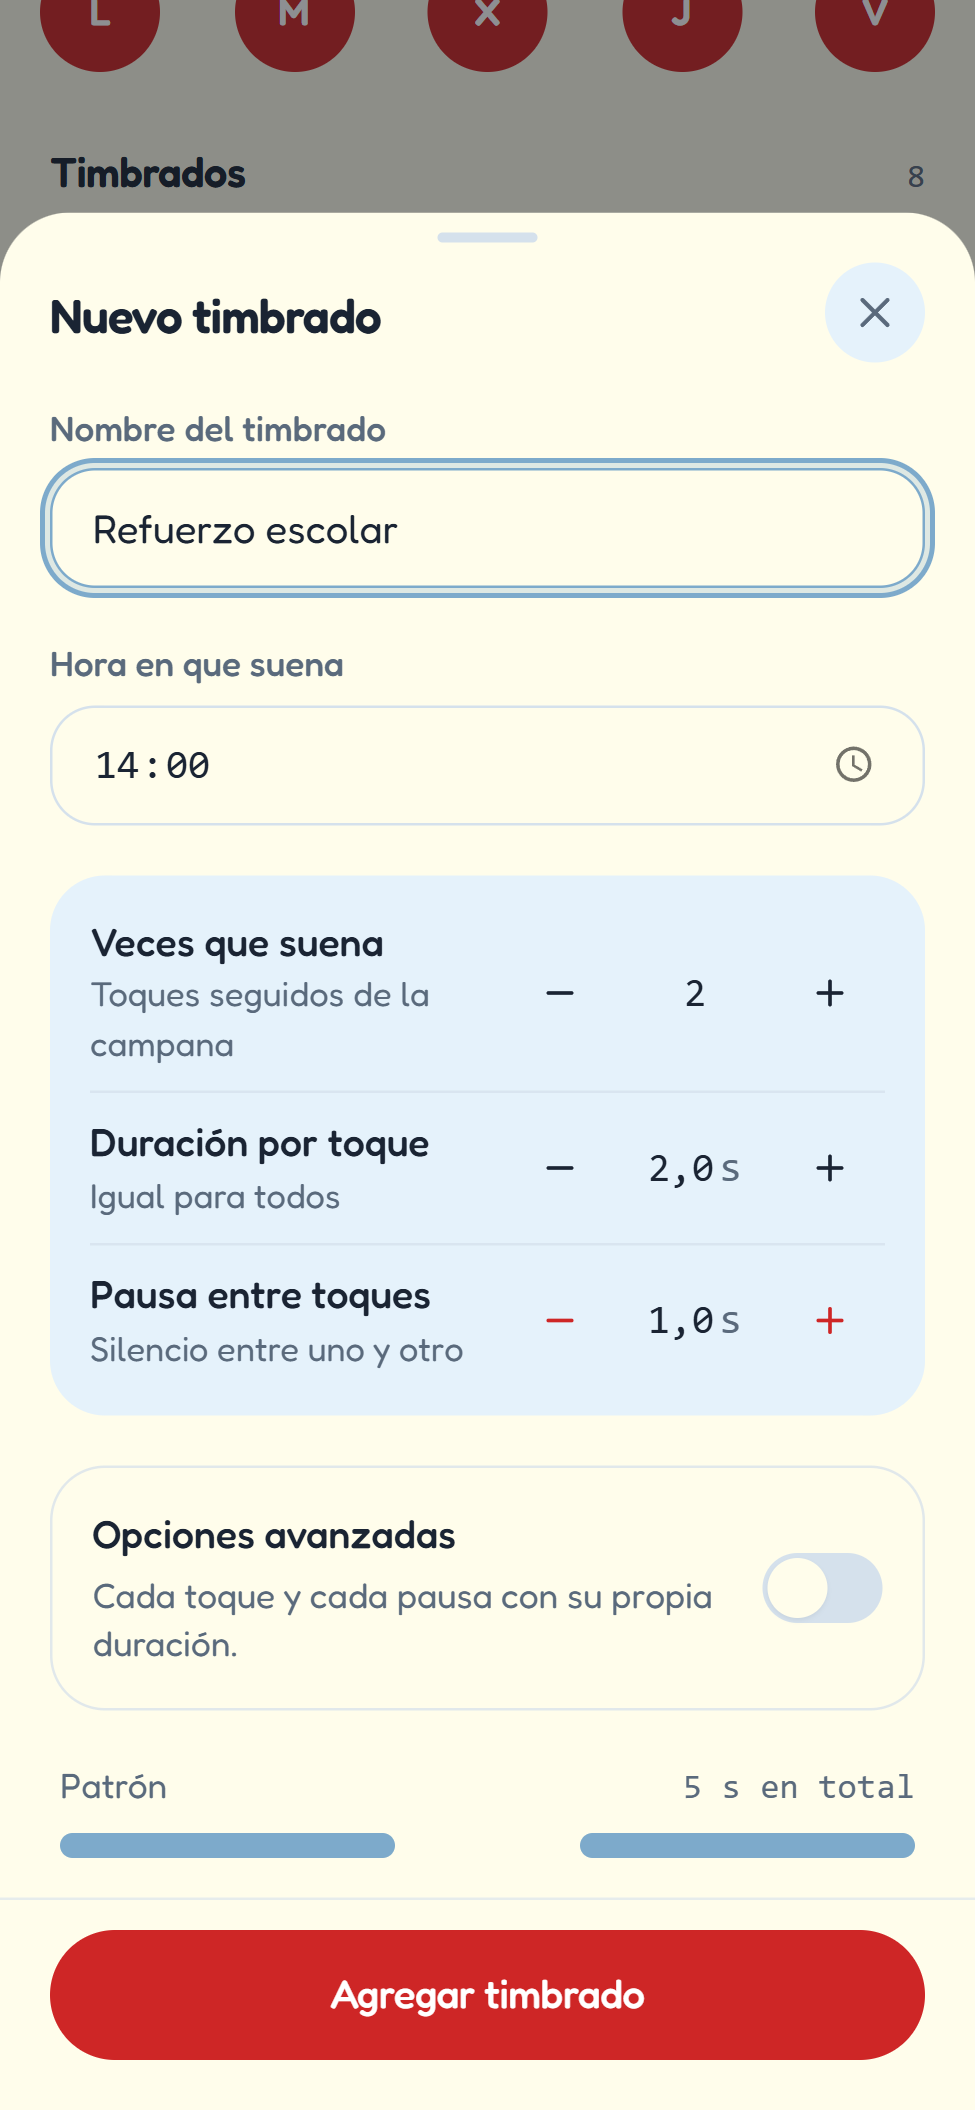 L M X J V
Timbrados 8
Nuevo timbrado
Nombre del timbrado
Refuerzo escolar
Hora en que suena
14:00
Veces que suena
Toques seguidos de la
campana
2
Duración por toque
Igual para todos
2,0 s
Pausa entre toques
Silencio entre uno y otro
1,0 s
Opciones avanzadas
Cada toque y cada pausa con su propia
duración.
Patrón 5 s en total
Agregar timbrado